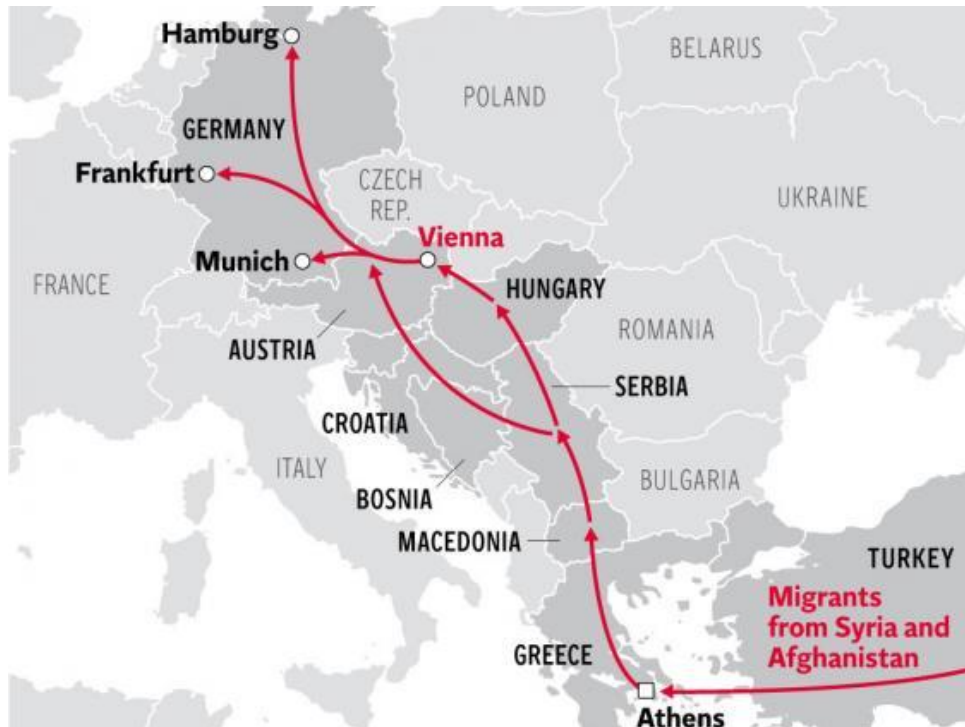 Hamburg
BELARUS
POLAND
GERMANY
Frankfurt
CZECH
REP.
UKRAINE
Vienna
Munich
FRANCE
HUNGARY
ROMANIA
AUSTRIA
SERBIA
CROATIA
ITALY
BULGARIA
BOSNIA
MACEDONIA
TURKEY
Migrants
from Syria and
Afghanistan
GREECE
Athens